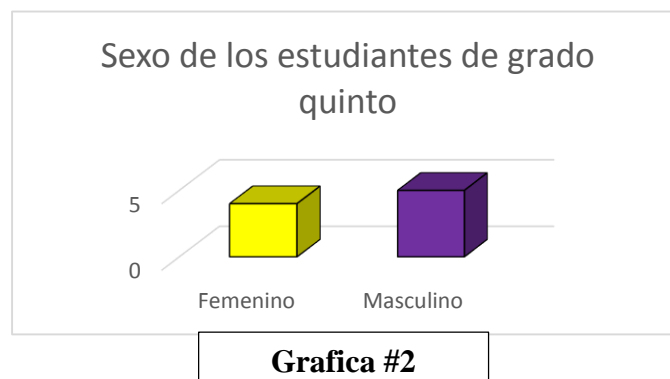 Sexo de los estudiantes de grado
quinto
5
0
Femenino
Masculino
Grafica #2